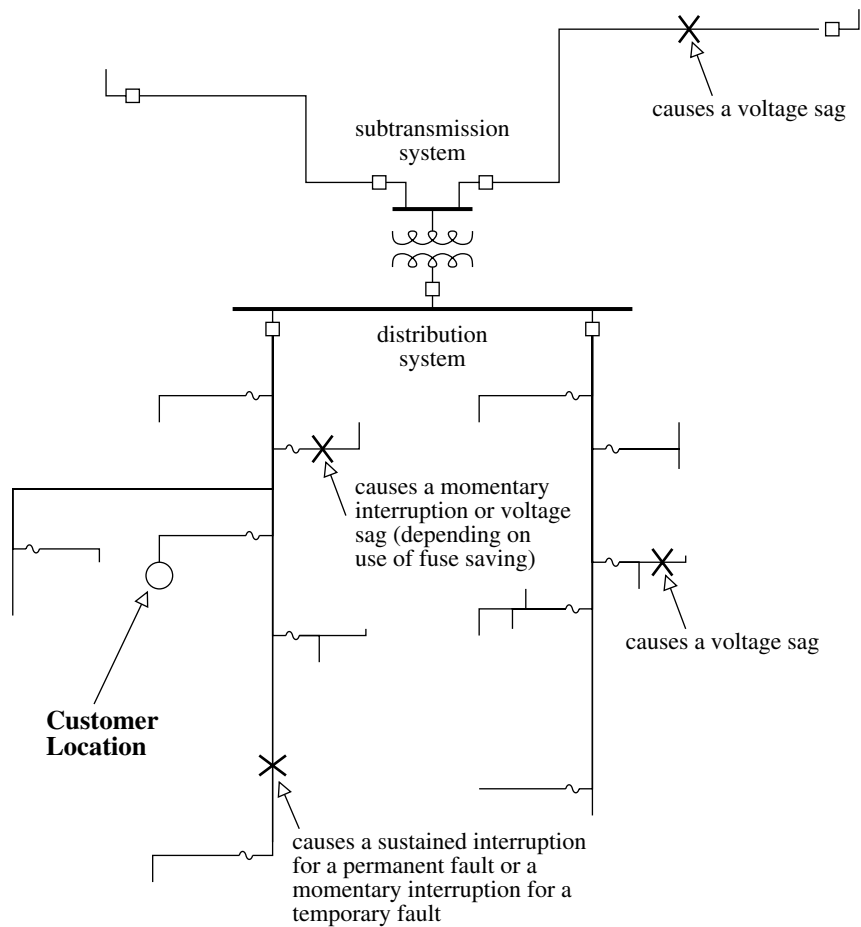 causes a voltage sag
subtransmission
system
distribution
system
causes a momentary
interruption or voltage
sag (depending on
use of fuse saving)
causes a voltage sag
Customer
Location
causes a sustained interruption
for a permanent fault or a
momentary interruption for a
temporary fault